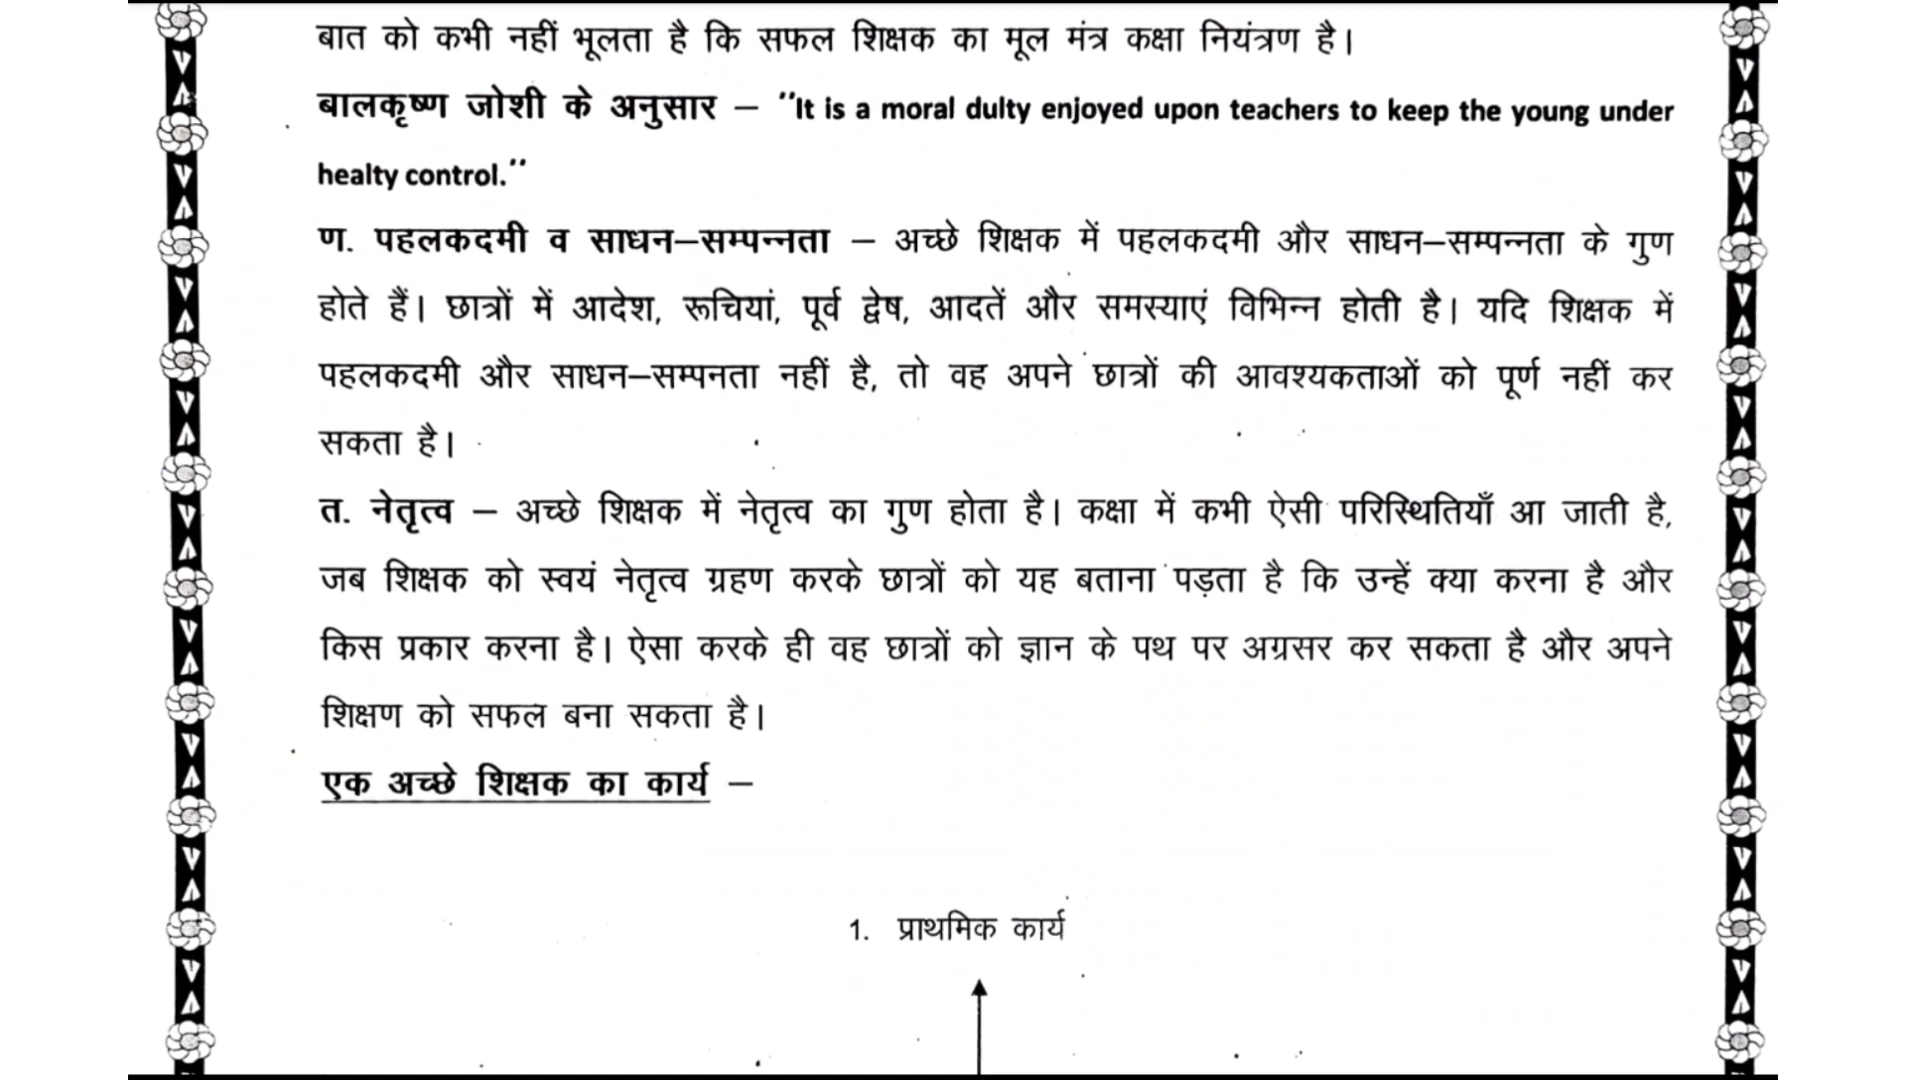 बात को कभी नहीं भूलता है कि सफल शिक्षक का मूल मंत्र कक्षा नियंत्रण है।
बालकृष्ण जोशी के अनुसार – ''It is a moral dulty enjoyed upon teachers to keep the young under
healty control.''
ण. पहलकदमी व साधन–सम्पन्नता – अच्छे शिक्षक में पहलकदमी और साधन–सम्पन्नता के गुण
होते हैं। छात्रों में आदेश, रूचियां, पूर्व द्वेष, आदतें और समस्याएं विभिन्न होती है। यदि शिक्षक में
पहलकदमी और साधन–सम्पनता नहीं है, तो वह अपने छात्रों की आवश्यकताओं को पूर्ण नहीं कर
सकता है।
त. नेतृत्व – अच्छे शिक्षक में नेतृत्व का गुण होता है। कक्षा में कभी ऐसी परिस्थितियाँ आ जाती है,
जब शिक्षक को स्वयं नेतृत्व ग्रहण करके छात्रों को यह बताना पड़ता है कि उन्हें क्या करना है और
किस प्रकार करना है। ऐसा करके ही वह छात्रों को ज्ञान के पथ पर अग्रसर कर सकता है और अपने
शिक्षण को सफल बना सकता है।
एक अच्छे शिक्षक का कार्य –
1. प्राथमिक कार्य